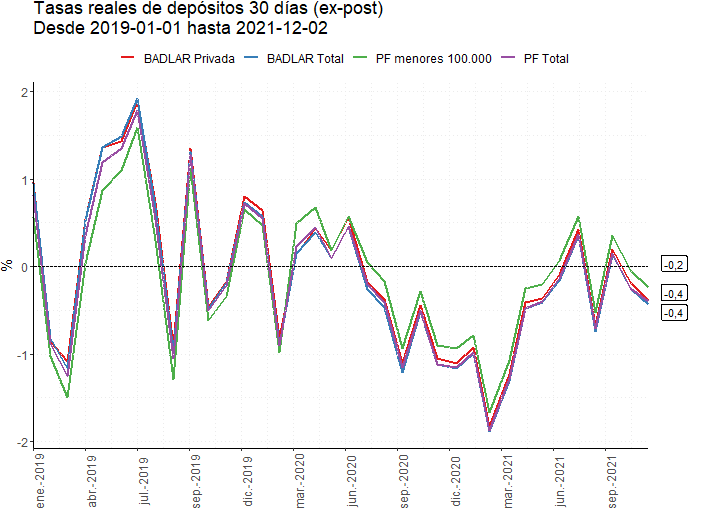 Tasas reales de depósitos 30 días (ex-post)
Desde 2019-01-01 hasta 2021-12-02
BADLAR Privada BADLAR Total PF menores 100.000 PF Total
2
1
0
-1
-2
%
-0,2
-0,4
-0,4
ene.-2019
abr.-2019
jul.-2019
sep.-2019
dic.-2019
mar.-2020
jun.-2020
sep.-2020
dic.-2020
mar.-2021
jun.-2021
sep.-2021